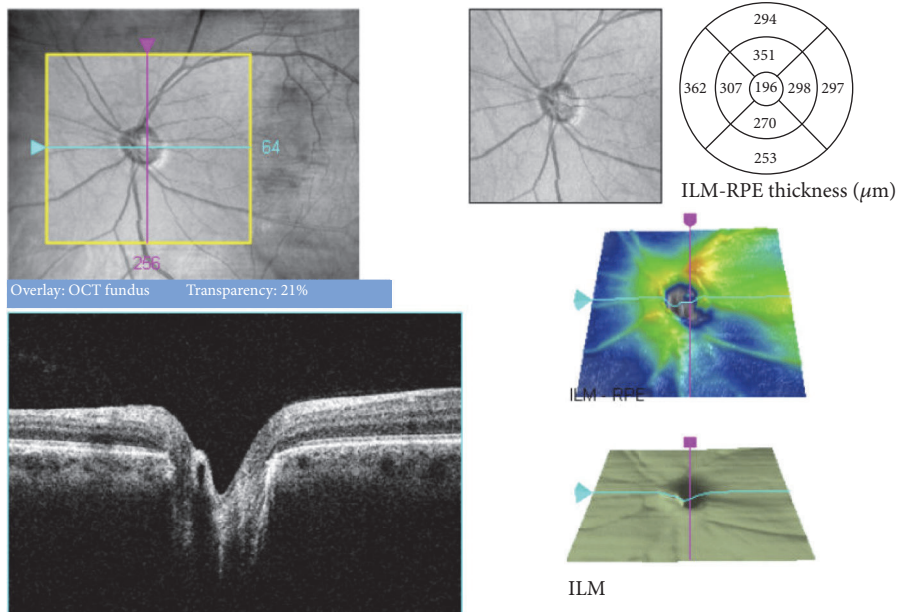 64
256
Overlay: OCT fundus Transparency: 21%
294
351
362 307 196 298 297
270
253
ILM-RPE thickness (μm)
ILM - RPE
ILM